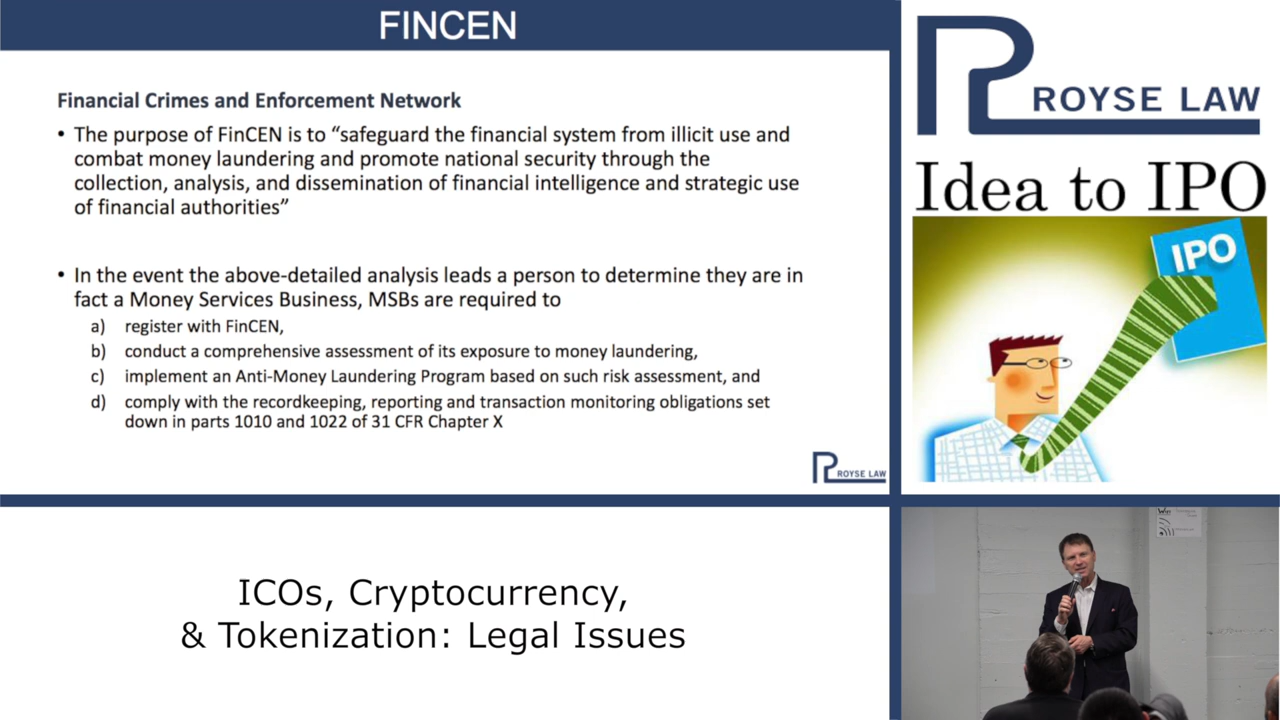 FINCEN
Financial Crimes and Enforcement Network
• The purpose of FinCEN is to “safeguard the financial system from illicit use and
combat money laundering and promote national security through the
collection, analysis, and dissemination of financial intelligence and strategic use
of financial authorities”
• In the event the above-detailed analysis leads a person to determine they are in
fact a Money Services Business, MSBs are required to
a) register with FinCEN,
b) conduct a comprehensive assessment of its exposure to money laundering,
c) implement an Anti-Money Laundering Program based on such risk assessment, and
d) comply with the recordkeeping, reporting and transaction monitoring obligations set
down in parts 1010 and 1022 of 31 CFR Chapter X
ROYSE LAW
ROYSE LAW
Idea to IPO
IPO
ICOs, Cryptocurrency,
& Tokenization: Legal Issues